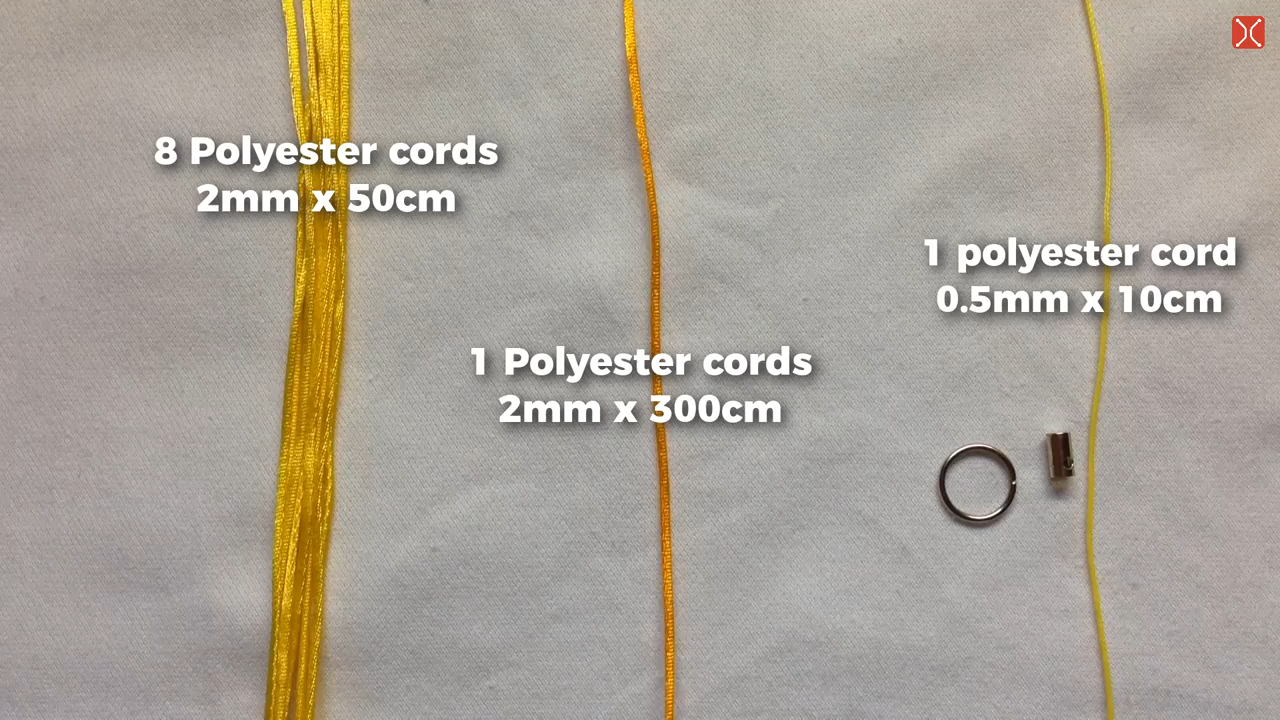 8 Polyester cords
2mm x 50cm
1 Polyester cords
2mm x 300cm
1 polyester cord
0.5mm x 10cm